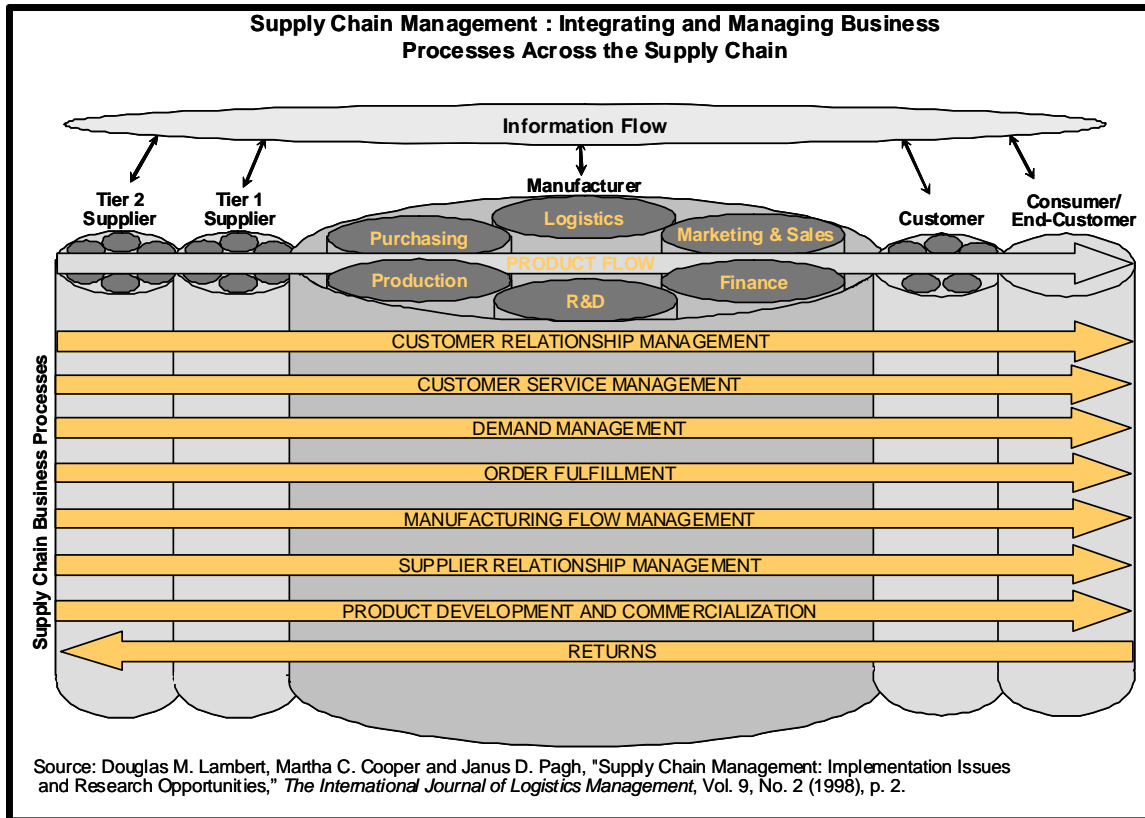 Supply Chain Management : Integrating and Managing Business
Processes Across the Supply Chain
Information Flow
Tier 2
Supplier
Tier 1
Supplier
Manufacturer
Customer
Consumer/
End-Customer
Logistics
Purchasing
Marketing & Sales
PRODUCT FLOW
Production
Finance
R&D
Supply Chain Business Processes
CUSTOMER RELATIONSHIP MANAGEMENT
CUSTOMER SERVICE MANAGEMENT
DEMAND MANAGEMENT
ORDER FULFILLMENT
MANUFACTURING FLOW MANAGEMENT
SUPPLIER RELATIONSHIP MANAGEMENT
PRODUCT DEVELOPMENT AND COMMERCIALIZATION
RETURNS
Source: Douglas M. Lambert, Martha C. Cooper and Janus D. Pagh, "Supply Chain Management: Implementation Issues
and Research Opportunities,” The International Journal of Logistics Management, Vol. 9, No. 2 (1998), p. 2.